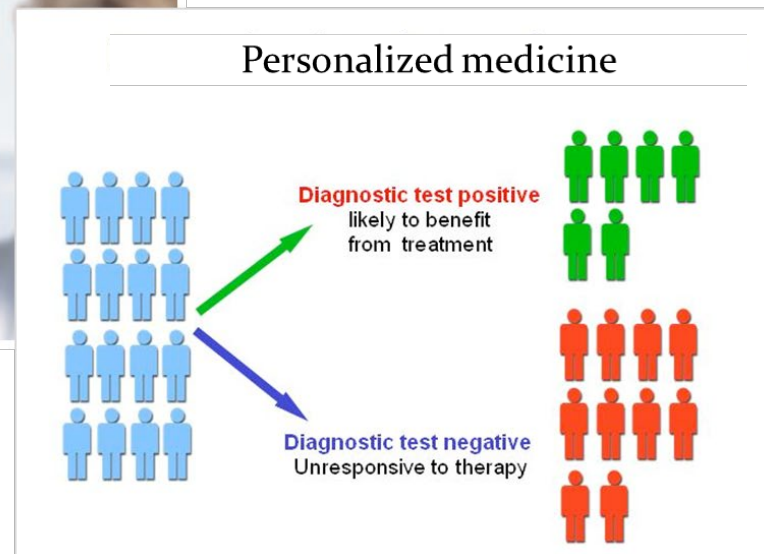 Personalized medicine
Diagnostic test positive
likely to benefit
from treatment
Diagnostic test negative
Unresponsive to therapy